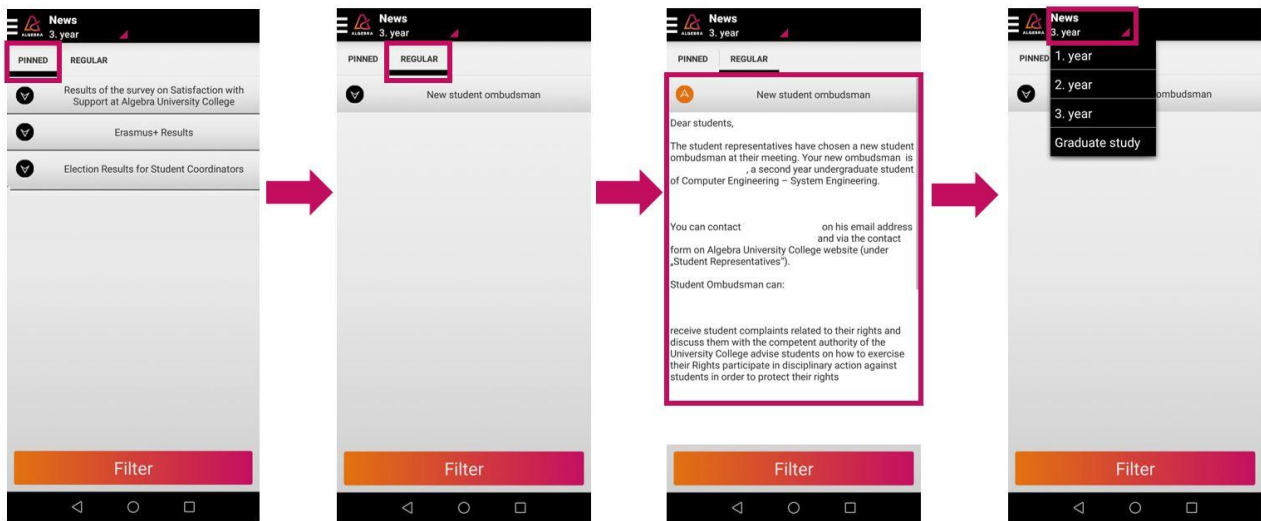 News
ALGEBRA
3. year
PINNED
REGULAR
Results of the survey on Satisfaction with
Support at Algebra University College
Erasmus+ Results
Election Results for Student Coordinators
Filter
News
ALGEBRA
3. year
PINNED
REGULAR
New student ombudsman
Filter
News
ALGEBRA
3. year
PINNED
REGULAR
New student ombudsman
Dear students,
The student representatives have chosen a new student
ombudsman at their meeting. Your new ombudsman is
, a second year undergraduate student
of Computer Engineering – System Engineering.
You can contact on his email address
and via the contact
form on Algebra University College website (under
„Student Representatives").
Student Ombudsman can:
receive student complaints related to their rights and
discuss them with the competent authority of the
University College advise students on how to exercise
their Rights participate in disciplinary action against
students in order to protect their rights
Filter
News
ALGEBRA
3. year
PINNED
1. year
2. year
ombudsman
3. year
Graduate study
Filter